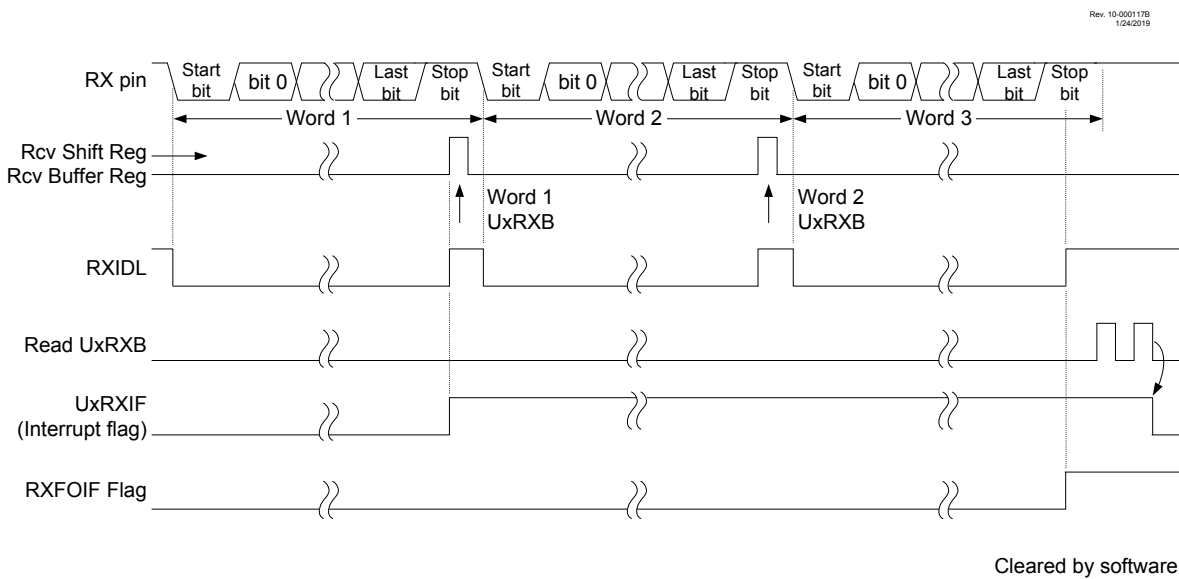 Rev. 10-000117B
1/24/2019
RX pin
Start
bit
bit 0
Last
bit
Stop
bit
Start
bit
bit 0
Last
bit
Stop
bit
Start
bit
bit 0
Last
bit
Stop
bit
Word 1
Word 2
Word 3
Rcv Shift Reg
Rcv Buffer Reg
Word 1
UxRXB
Word 2
UxRXB
RXIDL
Read UxRXB
UxRXIF
(Interrupt flag)
RXFOIF Flag
Cleared by software